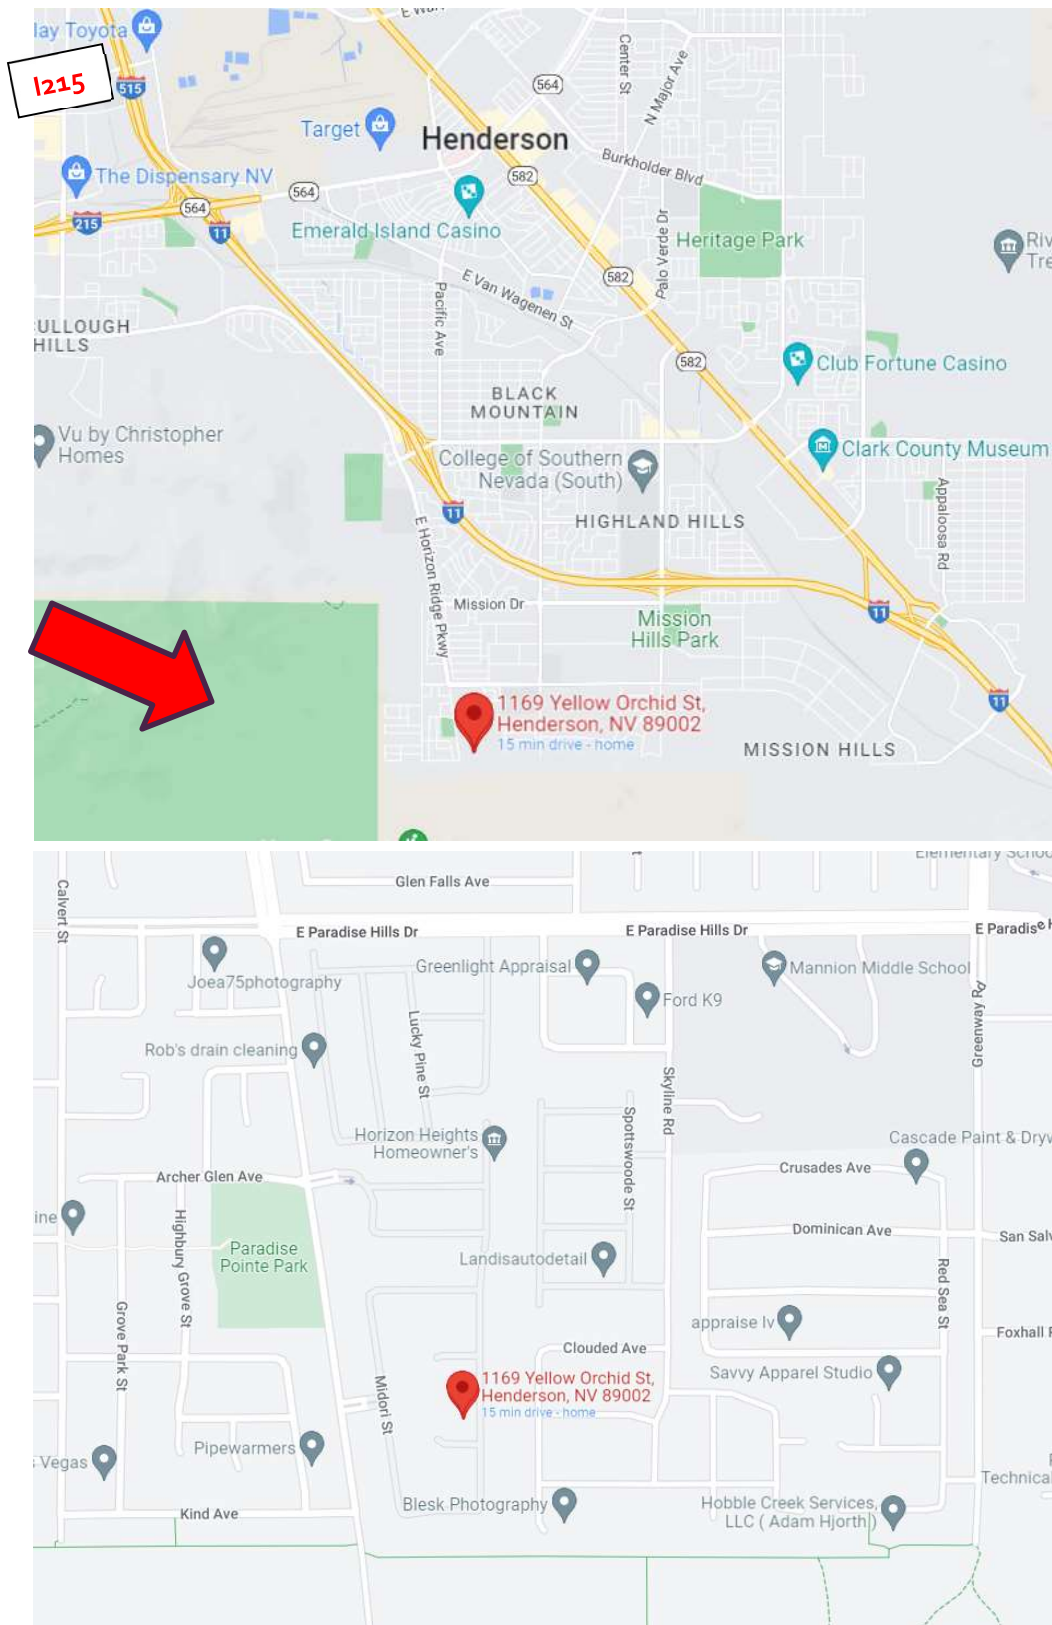 E
lay Toyota
I215
515
Center St
N Major Ave
564
Target
Henderson
Burkholder Blvd
The Dispensary NV
564
582
564
215
11
Emerald Island Casino
Palo Verde Dr
Heritage Park
Riv
Tre
E Van Wagenen St
582
Pacific Ave
ULLOUGH
HILLS
582
Club Fortune Casino
BLACK
MOUNTAIN
Vu by Christopher
Homes
College of Southern
Nevada (South)
Clark County Museum
11
HIGHLAND HILLS
Appaloosa Rd
E Horizon Ridge Pkwy
Mission Dr
11
Mission
Hills Park
11
1169 Yellow Orchid St,
Henderson, NV 89002
15 min drive - home
MISSION HILLS
Elementary Schoo
Calvert St
Glen Falls Ave
E Paradise Hills Dr
E Paradise Hills Dr
E Paradise H
Joea75photography
Greenlight Appraisal
Mannion Middle School
Ford K9
Greenway Rd
Lucky Pine St
Rob's drain cleaning
Skyline Rd
Horizon Heights
Homeowner's
Spottswoode St
Cascade Paint & Dryw
Archer Glen Ave
Crusades Ave
ine
Highbury Grove St
Paradise
Pointe Park
Dominican Ave
San Salv
Landisautodetail
Red Sea St
Grove Park St
appraise lv
Foxhall R
Clouded Ave
1169 Yellow Orchid St,
Henderson, NV 89002
15 min drive - home
Savvy Apparel Studio
Midori St
s Vegas
Pipewarmers
Technical
Blesk Photography
Hobble Creek Services,
LLC ( Adam Hjorth )
Kind Ave